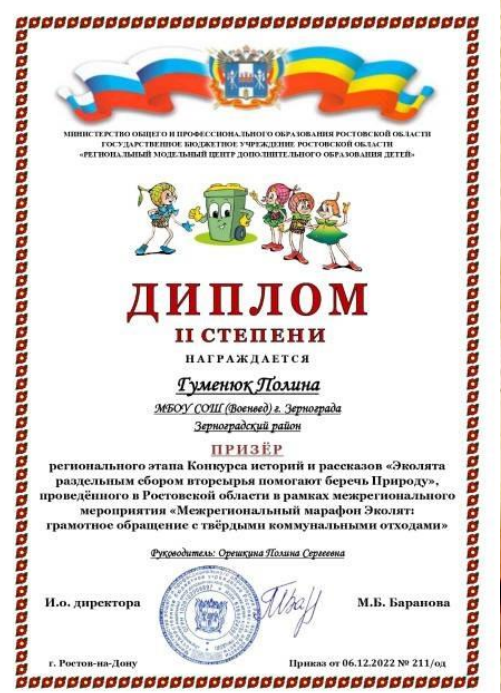 МИНИСТЕРСТВО ОБЩЕГО И ПРОФЕССИОНАЛЬНОГО ОБРАЗОВАНИЯ РОСТОВСКОЙ ОБЛАСТИ
ГОСУДАРСТВЕННОЕ БЮДЖЕТНОЕ УЧРЕЖДЕНИЕ РОСТОВСКОЙ ОБЛАСТИ
«РЕГИОНАЛЬНЫЙ МОДЕЛЬНЫЙ ЦЕНТР ДОПОЛНИТЕЛЬНОГО ОБРАЗОВАНИЯ ДЕТЕЙ»
ДИПЛОМ
II СТЕПЕНИ
НАГРАЖДАЕТСЯ
Гуменюк Полина
МБОУ СОШ (Военвед) г. Зернограда
Зерноградский район
ПРИЗЁР
регионального этапа Конкурса историй и рассказов «Эколята
раздельным сбором вторсырья помогают беречь Природу»,
проведённого в Ростовской области в рамках межрегионального
мероприятия «Межрегиональный марафон Эколят:
грамотное обращение с твёрдыми коммунальными отходами»
Руководитель: Орешкина Полина Сергеевна
И.о. директора М.Б. Баранова
г. Ростов-на-Дону Приказ от 06.12.2022 № 211/од